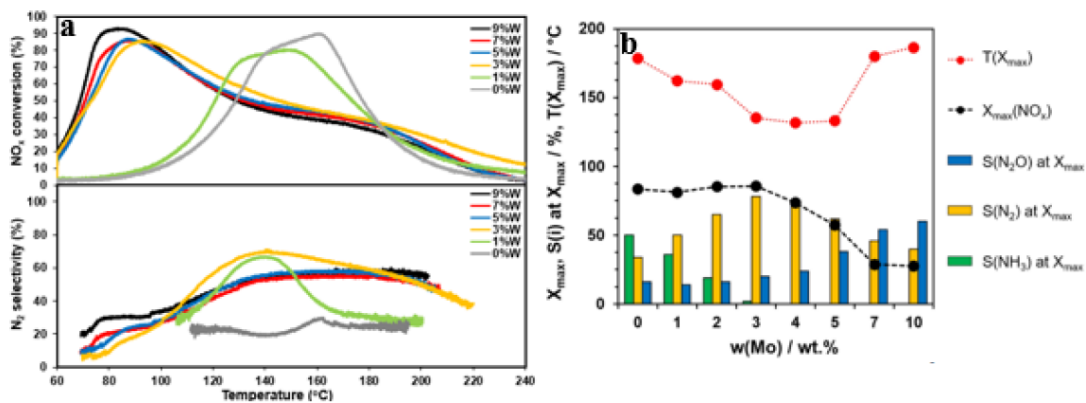 a
NOx conversion (%)
100
90
80
70
60
50
40
30
20
10
0
9%W
7%W
5%W
3%W
1%W
0%W
N2 selectivity (%)
100
80
60
40
20
0
9%W
7%W
5%W
3%W
1%W
0%W
60 80 100 120 140 160 180 200 220 240
Temperature (°C)
b
Xmax, S(i) at Xmax / %, T(Xmax) / °C
200
150
100
50
0
0 1 2 3 4 5 7 10
w(Mo) / wt.%
T(Xmax)
Xmax(NOx)
S(N2O) at Xmax
S(N2) at Xmax
S(NH3) at Xmax